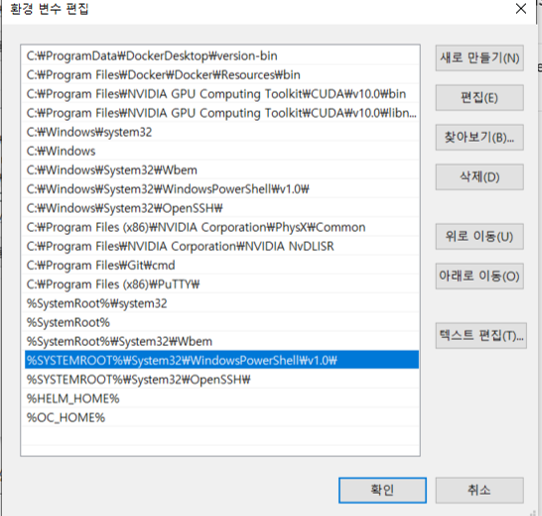 환경 변수 편집
C:₩ProgramData₩DockerDesktop₩version-bin
C:₩Program Files₩Docker₩Docker₩Resources₩bin
C:₩Program Files₩NVIDIA GPU Computing Toolkit₩CUDA₩v10.0₩bin
C:₩Program Files₩NVIDIA GPU Computing Toolkit₩CUDA₩v10.0₩libn...
C:₩Windows₩system32
C:₩Windows
C:₩Windows₩System32₩Wbem
C:₩Windows₩System32₩WindowsPowerShell₩v1.0₩
C:₩Windows₩System32₩OpenSSH₩
C:₩Program Files (x86)₩NVIDIA Corporation₩PhysX₩Common
C:₩Program Files₩NVIDIA Corporation₩NVIDIA NvDLISR
C:₩Program Files₩Git₩cmd
C:₩Program Files (x86)₩PuTTY₩
%SystemRoot%₩system32
%SystemRoot%
%SystemRoot%₩System32₩Wbem
%SYSTEMROOT%₩System32₩WindowsPowerShell₩v1.0₩
%SYSTEMROOT%₩System32₩OpenSSH₩
%HELM_HOME%
%OC_HOME%
새로 만들기(N)
편집(E)
찾아보기(B)...
삭제(D)
위로 이동(U)
아래로 이동(O)
텍스트 편집(T)...
확인
취소